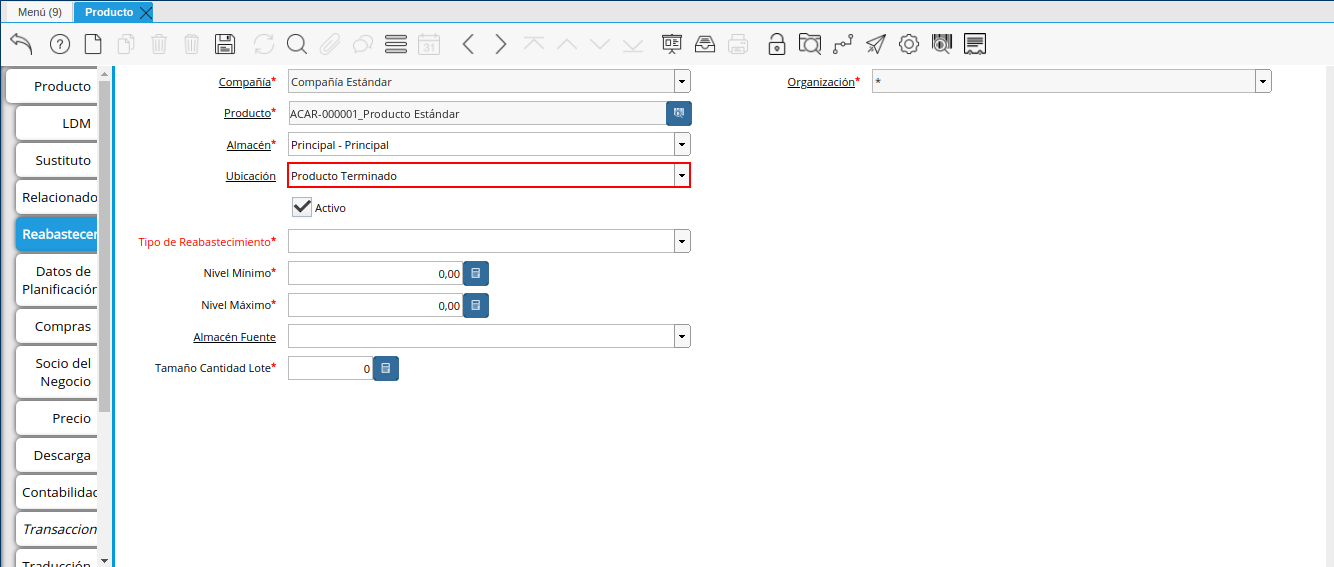 Menú (9)
Producto
31
Producto
LDM
Sustituto
Relacionado
Reabastecer
Datos de
Planificación
Compras
Socio del
Negocio
Precio
Descarga
Contabilidad
Transaccion
Traducción
Compañía*
Compañía Estándar
Organización*
*
Producto*
ACAR-000001_Producto Estándar
Almacén*
Principal - Principal
Ubicación
Producto Terminado
Activo
Tipo de Reabastecimiento*
Nivel Mínimo*
0,00
Nivel Máximo*
0,00
Almacén Fuente
Tamaño Cantidad Lote*
0